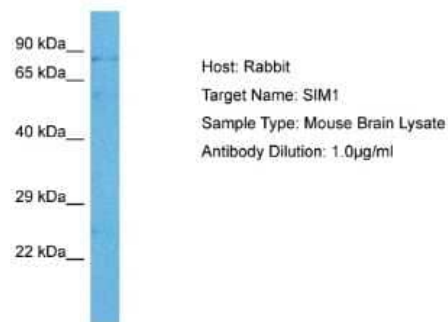 90 kDa
65 kDa
40 kDa
29 kDa
22 kDa
Host: Rabbit
Target Name: SIM1
Sample Type: Mouse Brain Lysate
Antibody Dilution: 1.0µg/ml